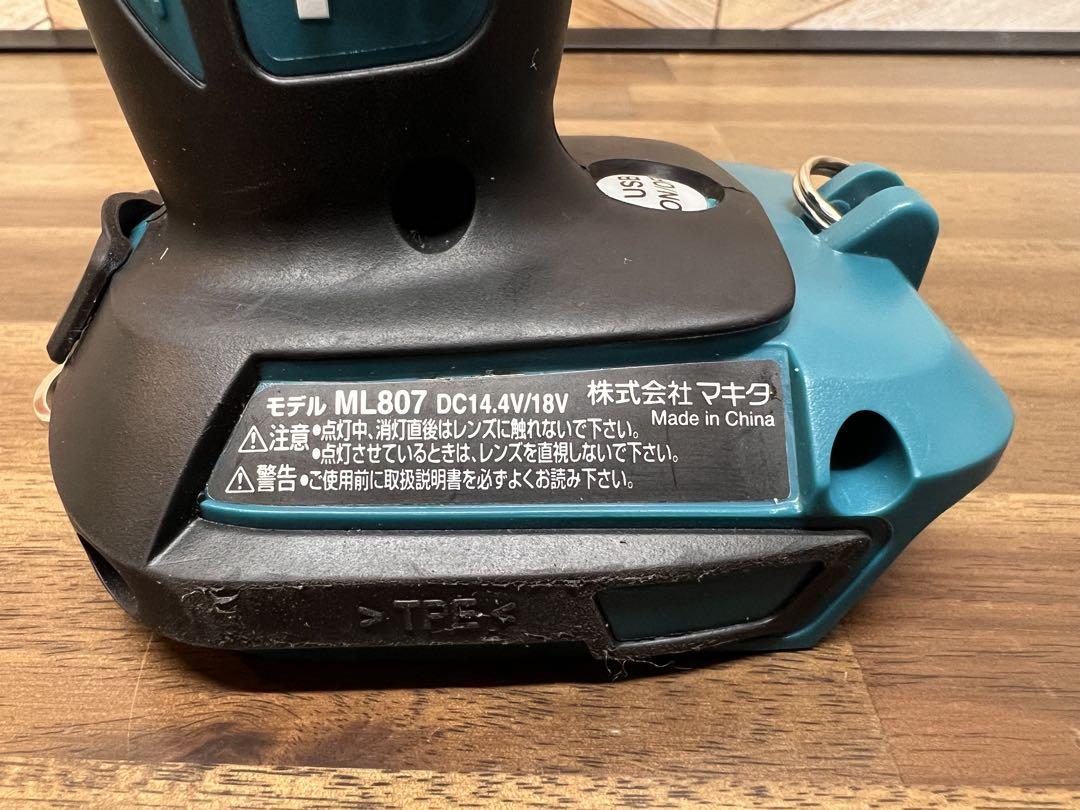 USB
ON/OFF
モデル ML807 DC14.4V/18V 株式会社 マキタ
Made in China
⚠注意 •点灯中、消灯直後はレンズに触れないで下さい。
•点灯させているときは、レンズを直視しないで下さい。
⚠警告 •ご使用前に取扱説明書を必ずよくお読み下さい。
>TPE<